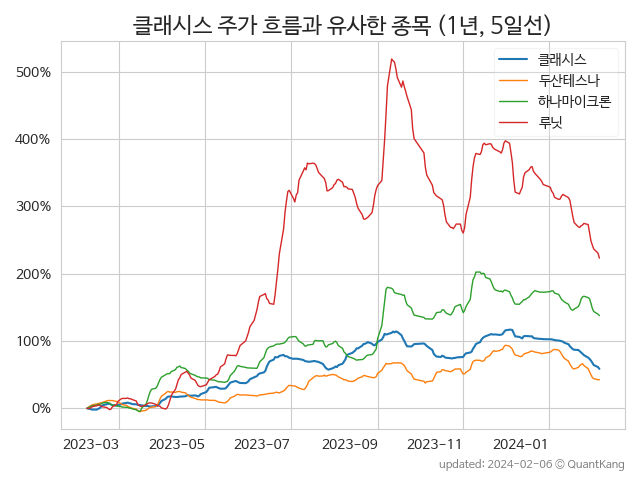 클래시스 주가 흐름과 유사한 종목 (1년, 5일선)
500%
400%
300%
200%
100%
0%
클래시스
두산테스나
하나마이크론
루닛
2023-03 2023-05 2023-07 2023-09 2023-11 2024-01
updated: 2024-02-06 © QuantKang